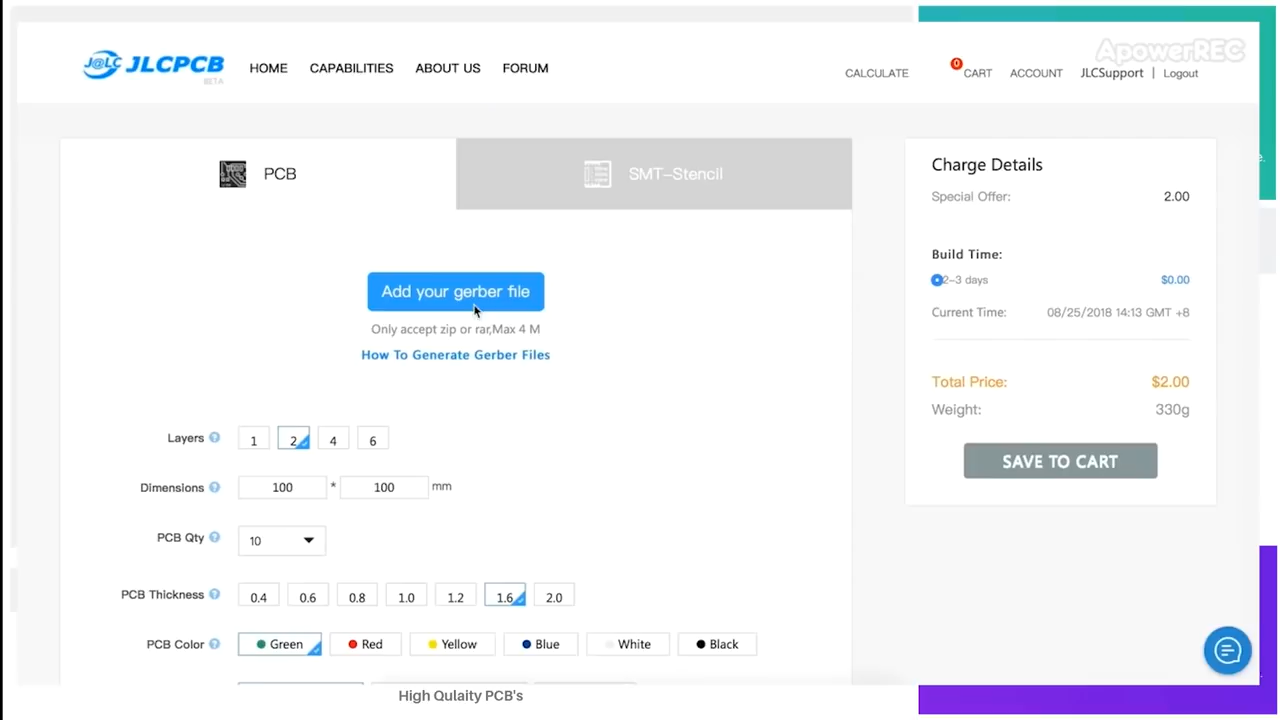 ApowerREC
J@LC JLCPCB
BETA
HOME CAPABILITIES ABOUT US FORUM
CALCULATE 0 CART ACCOUNT JLCSupport | Logout
PCB SMT-Stencil
Add your gerber file
Only accept zip or rar,Max 4 M
How To Generate Gerber Files
Layers ? 1 2 4 6
Dimensions ? 100 * 100 mm
PCB Qty ? 10
PCB Thickness ? 0.4 0.6 0.8 1.0 1.2 1.6 2.0
PCB Color ? Green Red Yellow Blue White Black
Charge Details
Special Offer: 2.00
Build Time:
2-3 days $0.00
Current Time: 08/25/2018 14:13 GMT +8
Total Price: $2.00
Weight: 330g
SAVE TO CART
High Qulaity PCB's